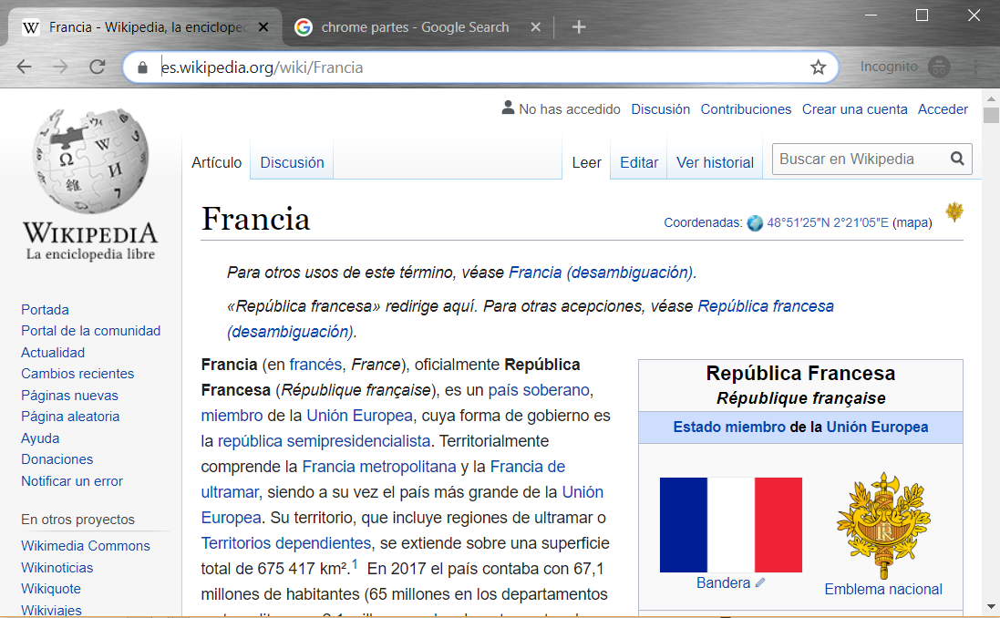 Francia - Wikipedia, la encicloped
chrome partes - Google Search
es.wikipedia.org/wiki/Francia
Incognito
No has accedido Discusión Contribuciones Crear una cuenta Acceder
Artículo Discusión Leer Editar Ver historial Buscar en Wikipedia
WIKIPEDIA
La enciclopedia libre
Francia
Coordenadas: 48°51′25″N 2°21′05″E (mapa)
Para otros usos de este término, véase Francia (desambiguación).
«República francesa» redirige aquí. Para otras acepciones, véase República francesa
(desambiguación).
Portada
Portal de la comunidad
Actualidad
Cambios recientes
Páginas nuevas
Página aleatoria
Ayuda
Donaciones
Notificar un error
En otros proyectos
Wikimedia Commons
Wikinoticias
Wikiquote
Wikiviajes
Francia (en francés, France), oficialmente República
Francesa (République française), es un país soberano,
miembro de la Unión Europea, cuya forma de gobierno es
la república semipresidencialista. Territorialmente
comprende la Francia metropolitana y la Francia de
ultramar, siendo a su vez el país más grande de la Unión
Europea. Su territorio, que incluye regiones de ultramar o
Territorios dependientes, se extiende sobre una superficie
total de 675 417 km².1 En 2017 el país contaba con 67,1
millones de habitantes (65 millones en los departamentos
República Francesa
République française
Estado miembro de la Unión Europea
Bandera
Emblema nacional